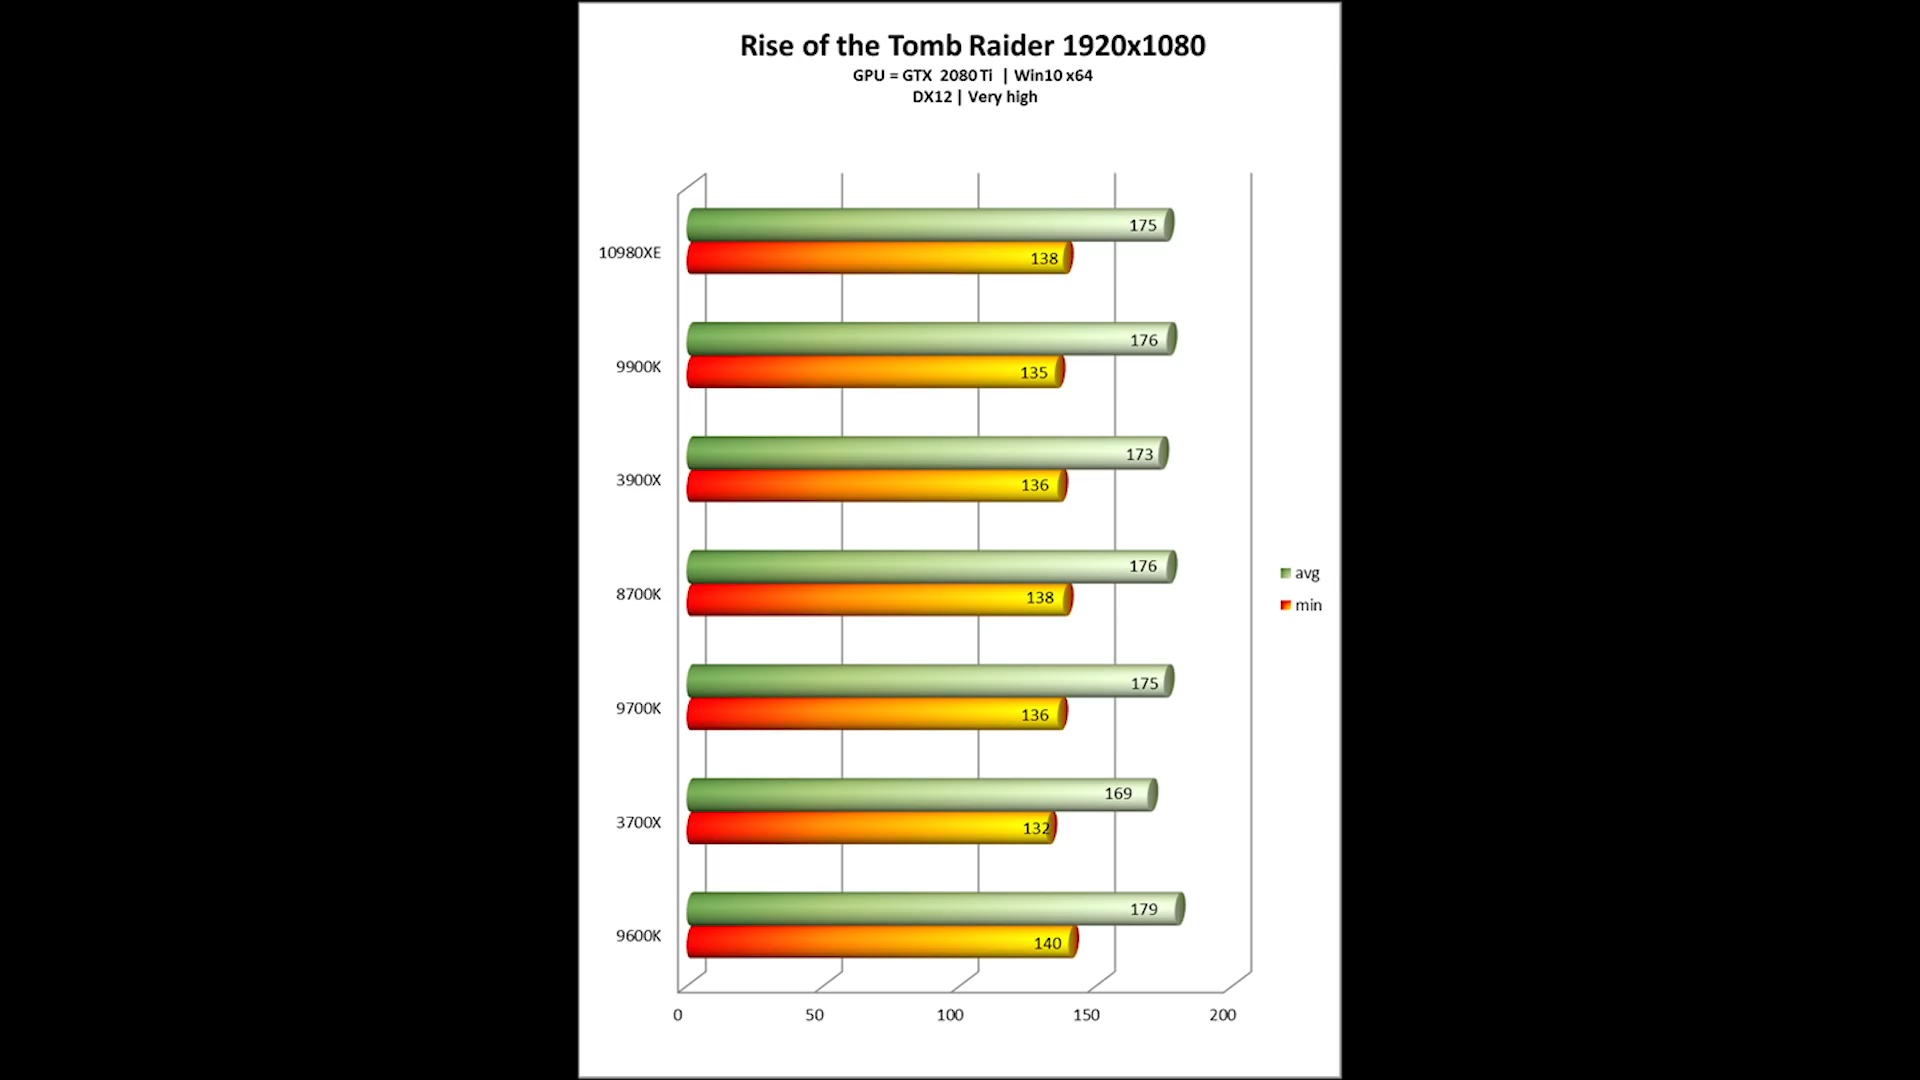 Rise of the Tomb Raider 1920x1080
GPU = GTX 2080 Ti | Win10 x64
DX12 | Very high
10980XE
175
138
9900K
176
135
3900X
173
136
8700K
176
138
9700K
175
136
3700X
169
132
9600K
179
140
avg
min
0 50 100 150 200